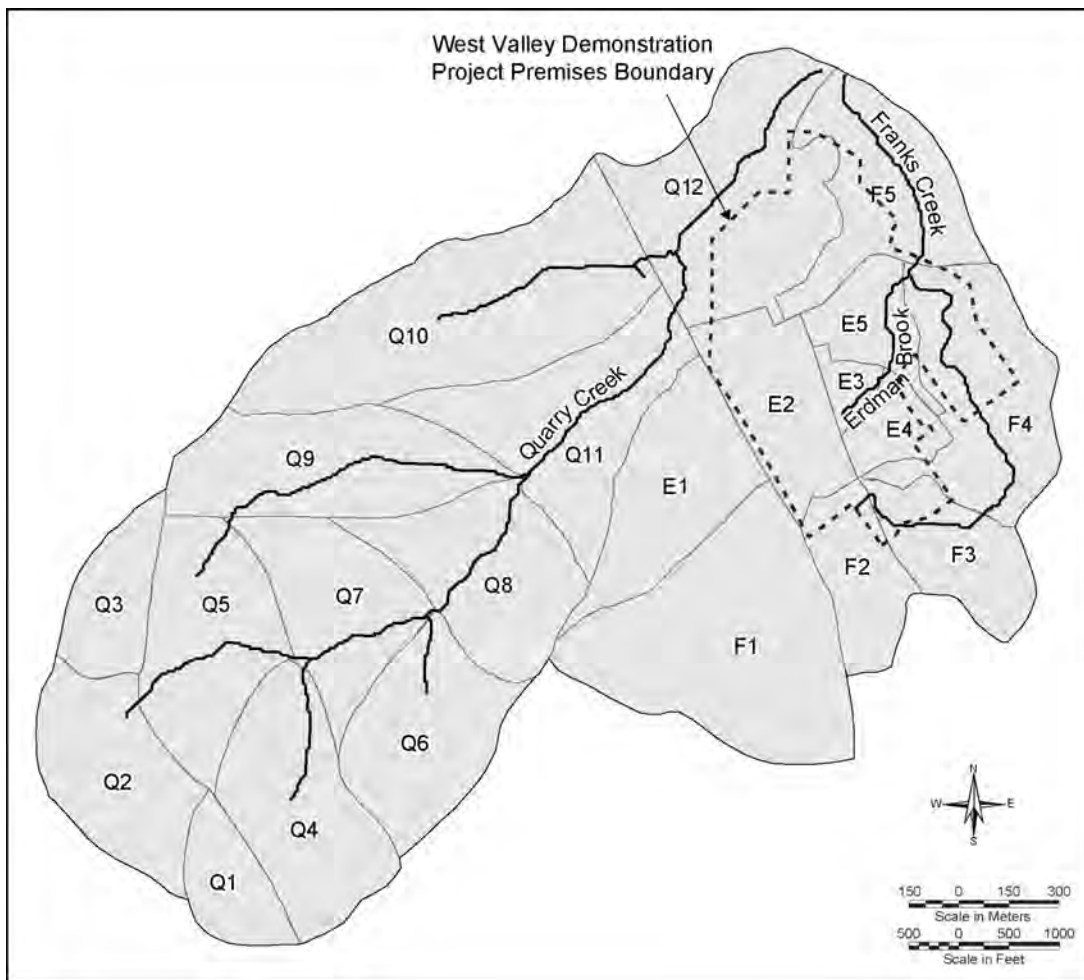 West Valley Demonstration
Project Premises Boundary
Franks Creek
Q12
F5
Q10
E5
Erdman Brook
E3
E2
E4
F4
Quarry Creek
Q9
Q11
E1
Q3
Q5
Q7
Q8
F2
F3
F1
Q2
Q6
Q4
Q1
N
W E
S
150 0 150 300
Scale in Meters
500 0 500 1000
Scale in Feet